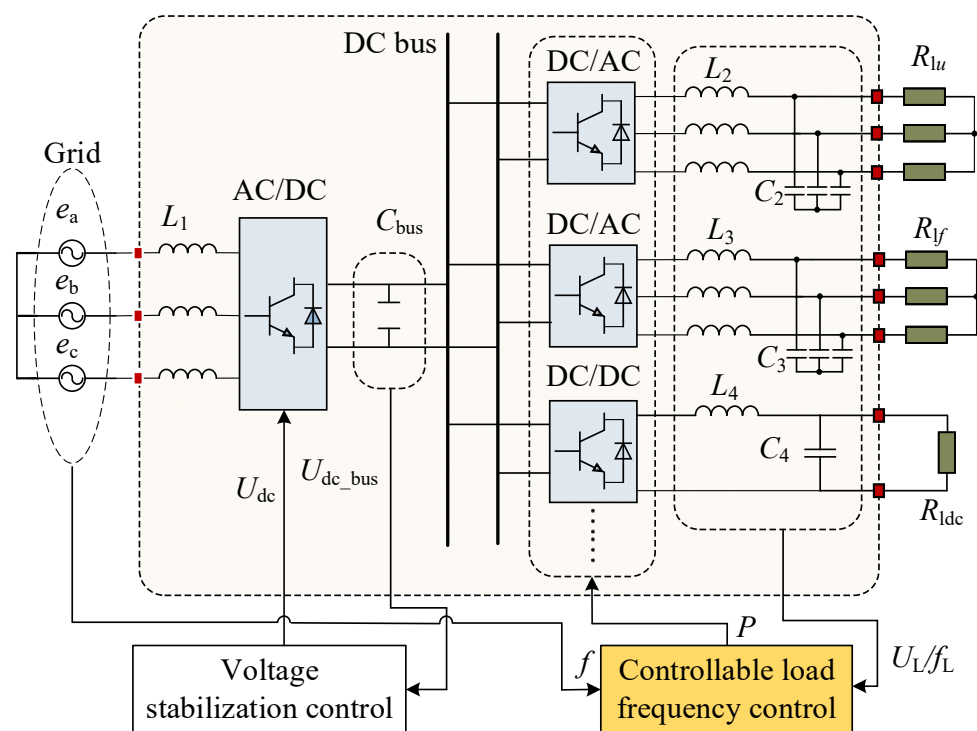 DC bus
DC/AC
L2
Rlu
Grid
AC/DC
ea
L1
Cbus
C2
DC/AC
L3
Rlf
eb
ec
C3
DC/DC
L4
C4
Udc
Udc_bus
Rldc
P
UL/fL
f
Voltage
stabilization control
Controllable load
frequency control